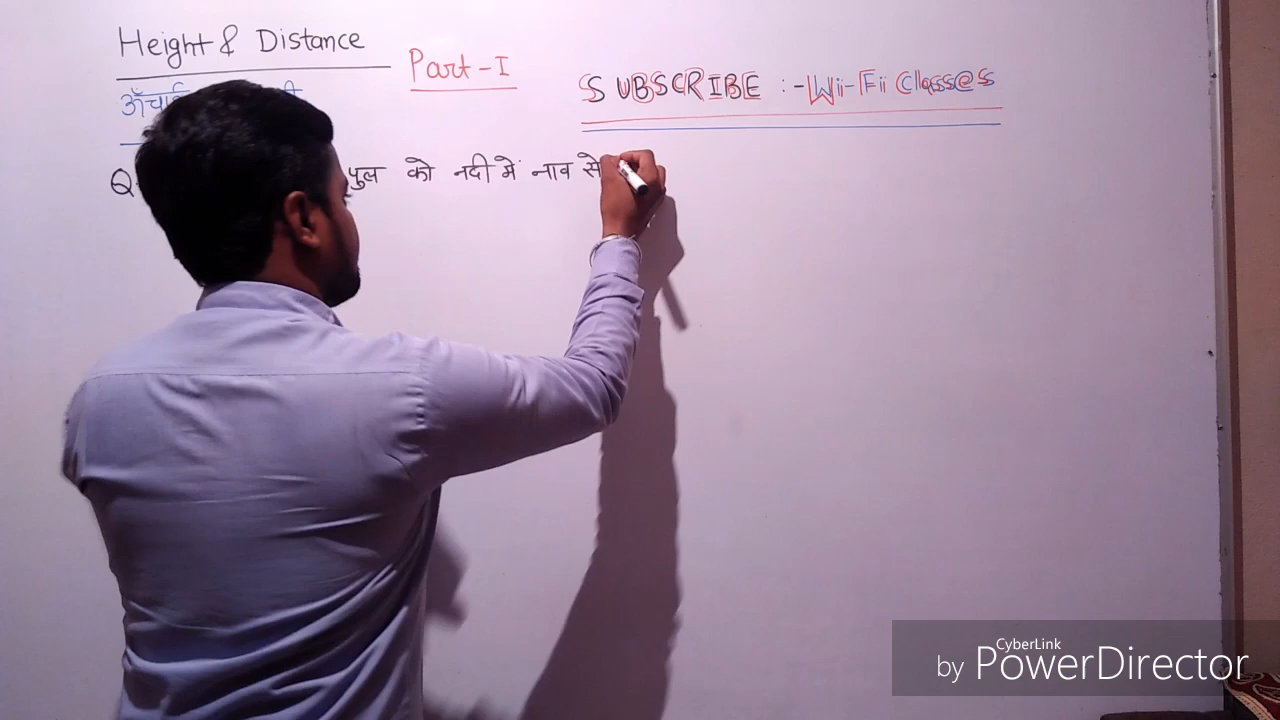 Height & Distance
Part-I
SUBSCRIBE :- Wi-Fi Classes
Q
पुल को नदी में नाव से
by CyberLink PowerDirector